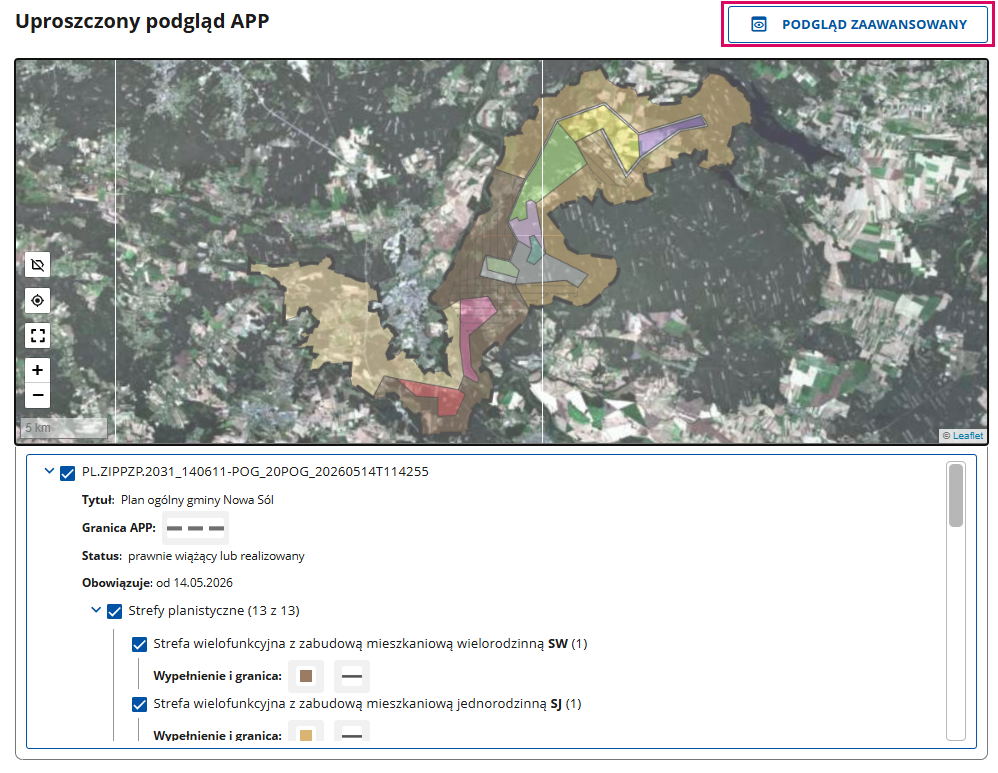 Uproszczony podgląd APP
PODGLĄD ZAAWANSOWANY
+
−
5 km
© Leaflet
PL.ZIPPZP.2031_140611-POG_20POG_20260514T114255
Tytuł: Plan ogólny gminy Nowa Sól
Granica APP:
Status: prawnie wiążący lub realizowany
Obowiązuje: od 14.05.2026
Strefy planistyczne (13 z 13)
Strefa wielofunkcyjna z zabudową mieszkaniową wielorodzinną SW (1)
Wypełnienie i granica:
Strefa wielofunkcyjna z zabudową mieszkaniową jednorodzinną SJ (1)
Wypełnienie i granica: